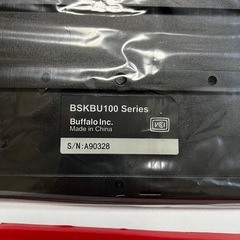 BSKBU100 Series
Buffalo Inc.
Made in China
S/N:A90328